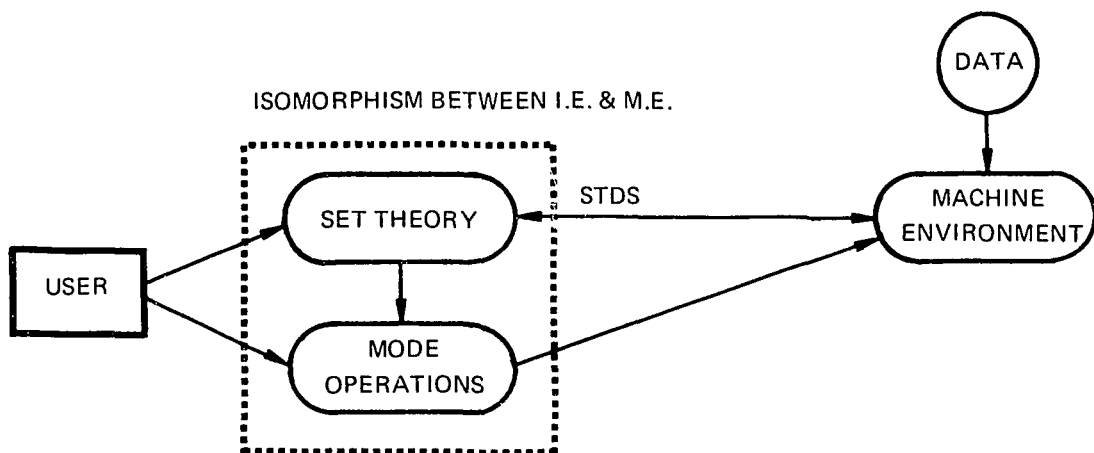 DATA
ISOMORPHISM BETWEEN I.E. & M.E.
STDS
SET THEORY
MACHINE
ENVIRONMENT
USER
MODE
OPERATIONS